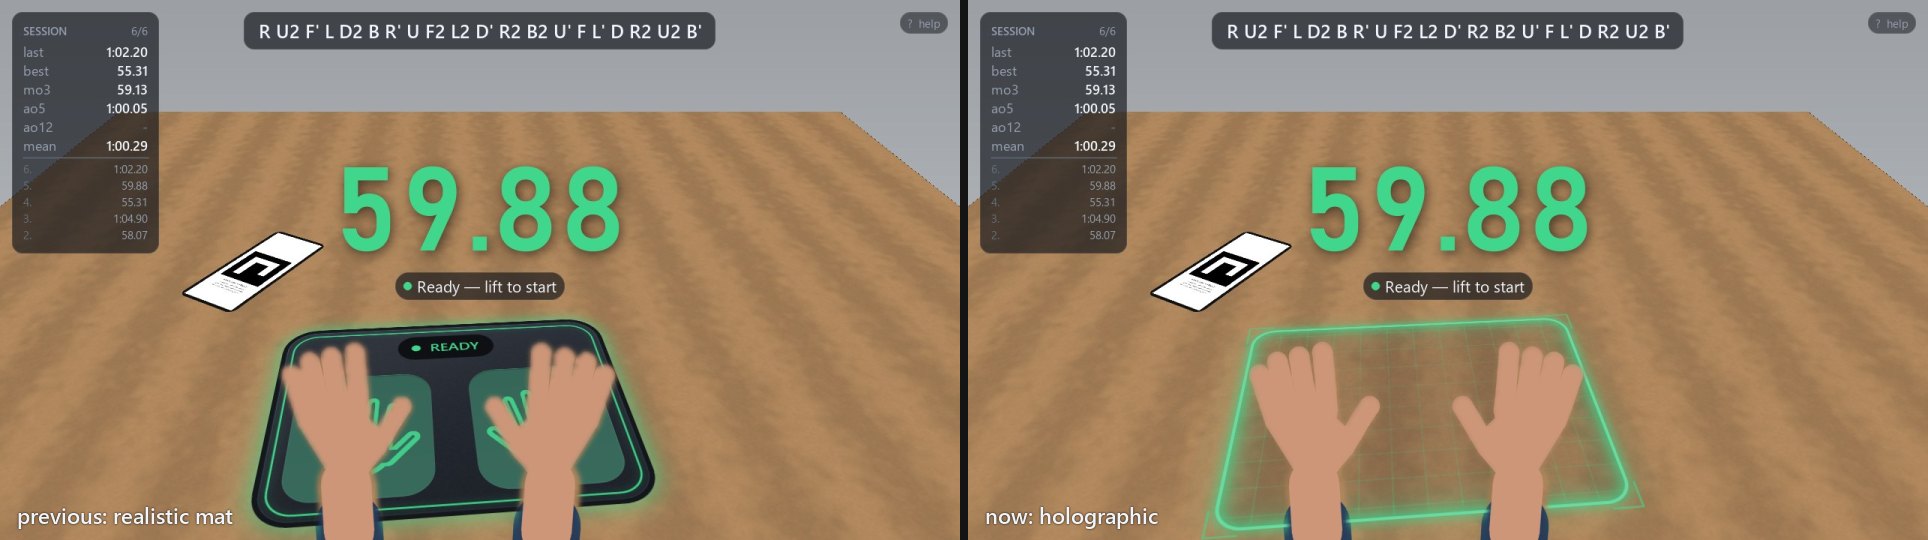 SESSION 6/6
last 1:02.20
best 55.31
mo3 59.13
ao5 1:00.05
ao12 -
mean 1:00.29
6. 1:02.20
5. 59.88
4. 55.31
3. 1:04.90
2. 58.07
R U2 F' L D2 B R' U F2 L2 D' R2 B2 U' F L' D R2 U2 B'
? help
59.88
Ready — lift to start
READY
previous: realistic mat
SESSION 6/6
last 1:02.20
best 55.31
mo3 59.13
ao5 1:00.05
ao12 -
mean 1:00.29
6. 1:02.20
5. 59.88
4. 55.31
3. 1:04.90
2. 58.07
R U2 F' L D2 B R' U F2 L2 D' R2 B2 U' F L' D R2 U2 B'
? help
59.88
Ready — lift to start
now: holographic